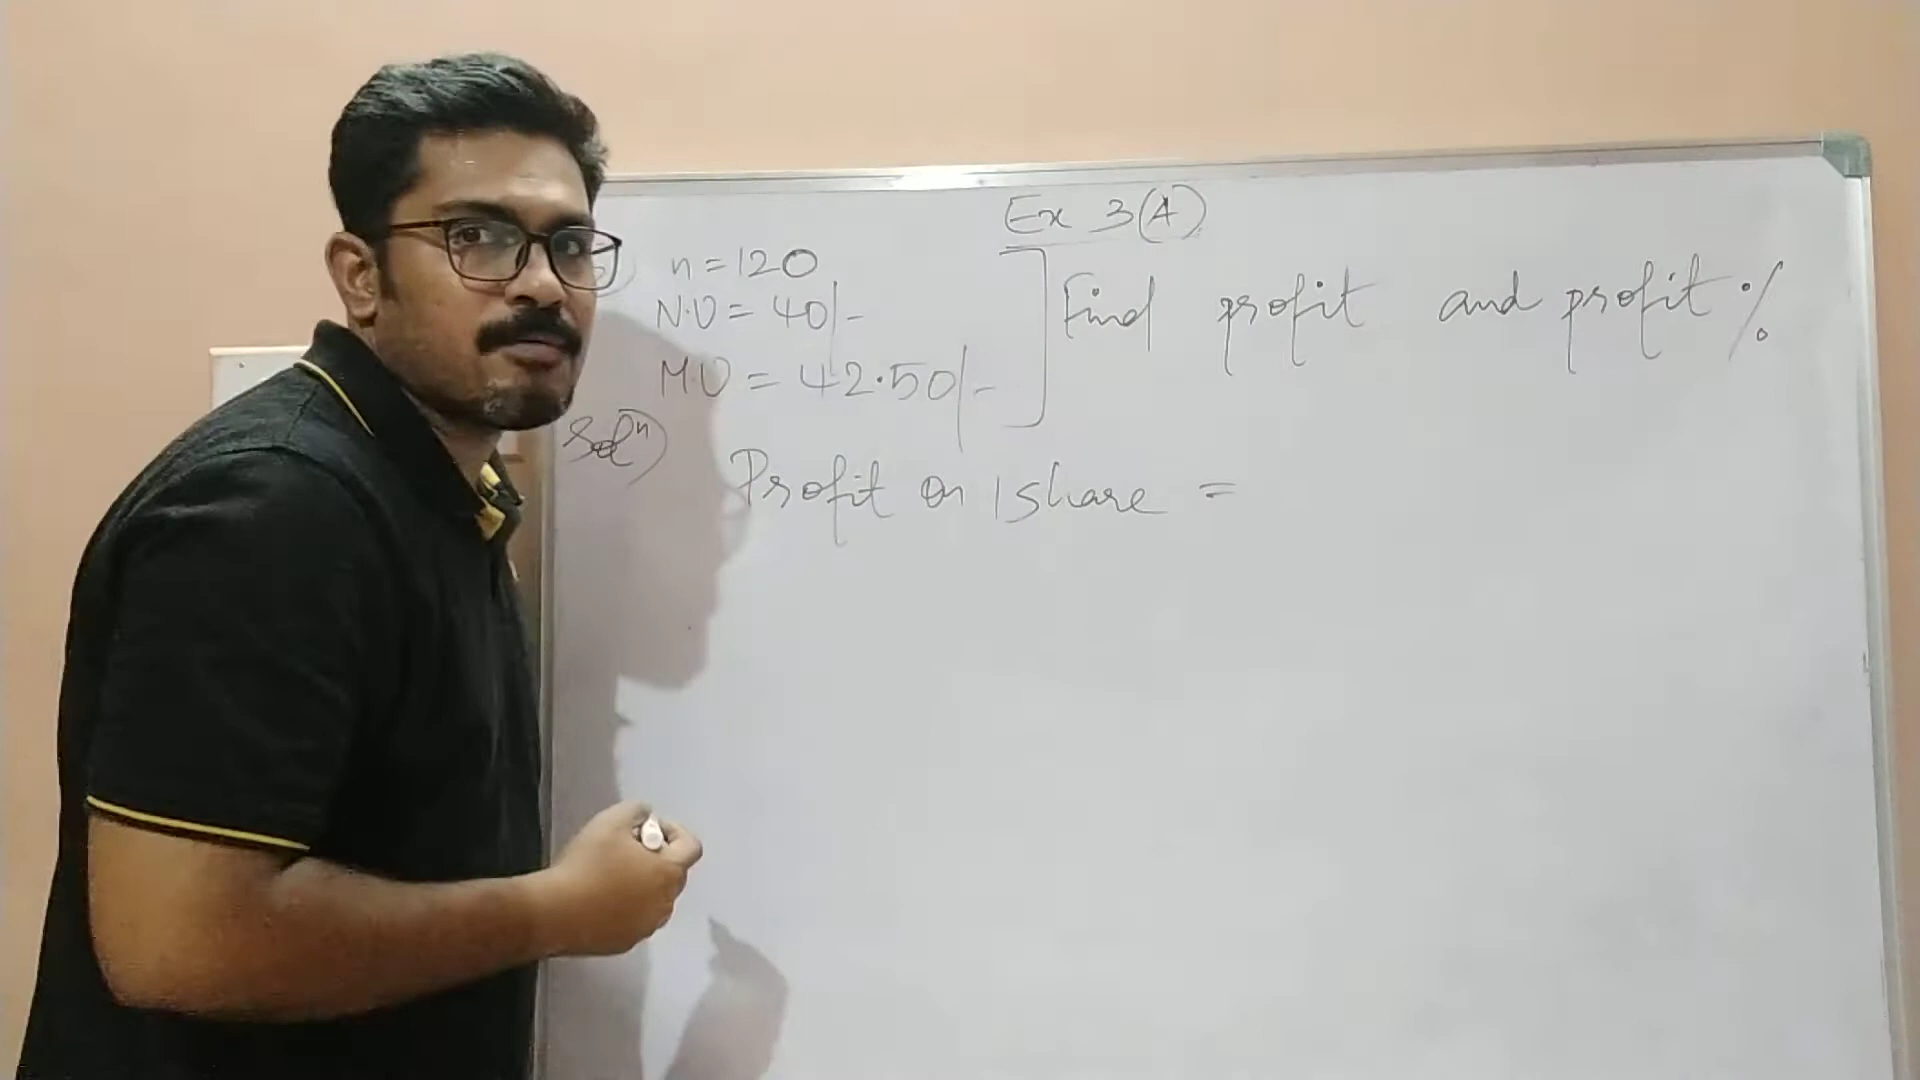 Ex 3(A)
n = 120
N.V = 40/-
M.V = 42.50/-
Find profit and profit %
Solⁿ)
Profit on 1 share =